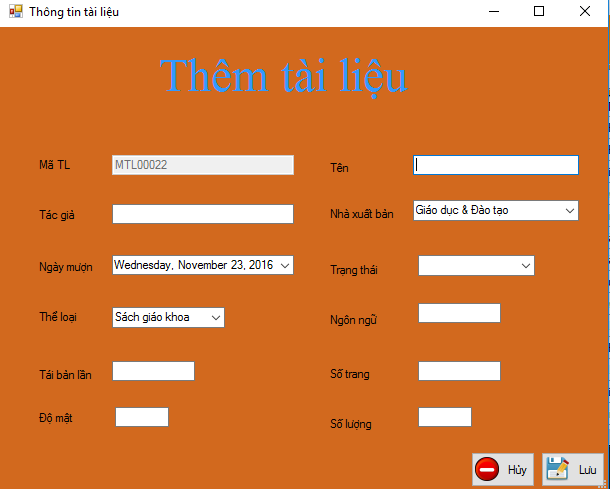 Thông tin tài liệu
Thêm tài liệu
Mã TL MTL00022 Tên
Tác giả Nhà xuất bản Giáo dục & Đào tạo
Ngày mượn Wednesday, November 23, 2016 Trạng thái
Thể loại Sách giáo khoa Ngôn ngữ
Tái bản lần Số trang
Độ mật Số lượng
Hủy Lưu